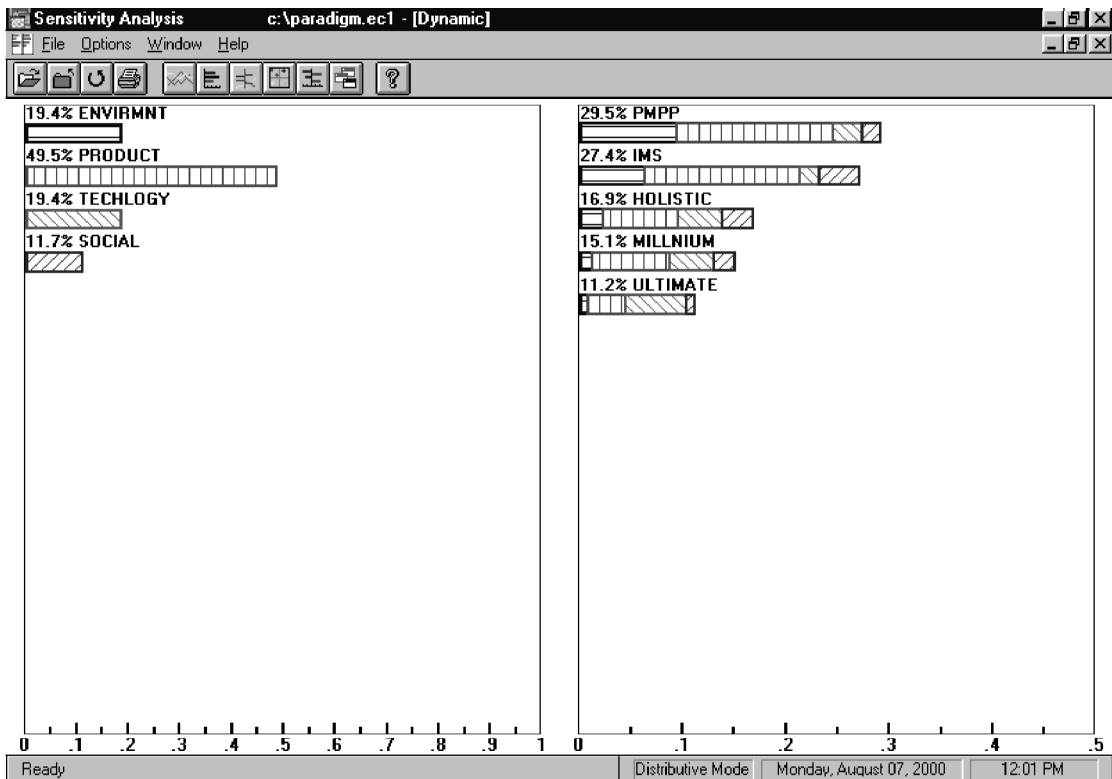 Sensitivity Analysis c:\paradigm.ec1 - [Dynamic]
File Options Window Help
19.4% ENVIRMNT
49.5% PRODUCT
19.4% TECHLOGY
11.7% SOCIAL
0 .1 .2 .3 .4 .5 .6 .7 .8 .9 1
29.5% PMPP
27.4% IMS
16.9% HOLISTIC
15.1% MILLNIUM
11.2% ULTIMATE
0 .1 .2 .3 .4 .5
Ready Distributive Mode Monday, August 07, 2000 12:01 PM